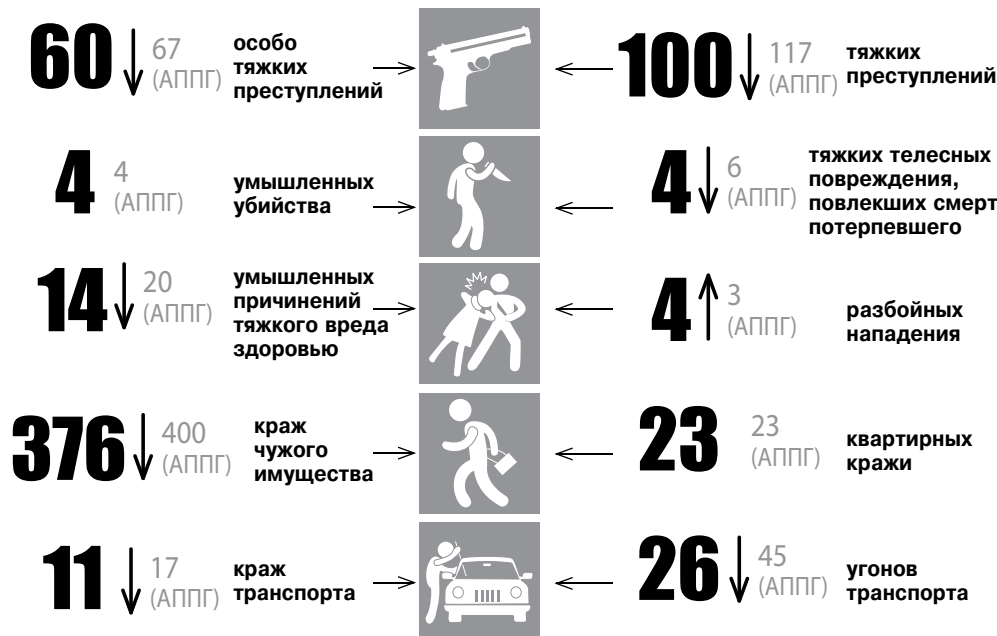 60
67
(АППГ)
особо
тяжких
преступлений
100
117
(АППГ)
тяжких
преступлений
4
4
(АППГ)
умышленных
убийства
4
6
(АППГ)
тяжких телесных
повреждения,
повлекших смерт
потерпевшего
14
20
(АППГ)
умышленных
причинений
тяжкого вреда
здоровью
4
3
(АППГ)
разбойных
нападения
376
400
(АППГ)
краж
чужого
имущества
23
23
(АППГ)
квартирных
кражи
11
17
(АППГ)
краж
транспорта
26
45
(АППГ)
угонов
транспорта